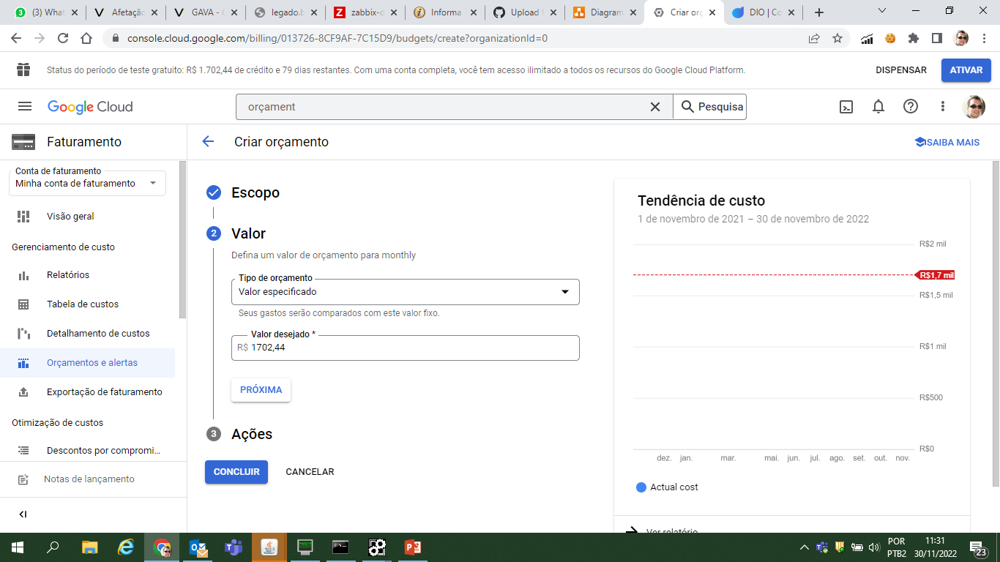 (3) What
Afetação
GAVA - C
legado.b
zabbix-d
Informa
Upload f
Diagram
Criar orç
DIO | Co
console.cloud.google.com/billing/013726-8CF9AF-7C15D9/budgets/create?organizationId=0
Status do período de teste gratuito: R$ 1.702,44 de crédito e 79 dias restantes. Com uma conta completa, você tem acesso ilimitado a todos os recursos do Google Cloud Platform.
DISPENSAR
ATIVAR
Google Cloud
orçament
Pesquisa
Faturamento
Criar orçamento
SAIBA MAIS
Conta de faturamento
Minha conta de faturamento
Visão geral
Gerenciamento de custo
Relatórios
Tabela de custos
Detalhamento de custos
Orçamentos e alertas
Exportação de faturamento
Otimização de custos
Descontos por compromi...
Notas de lançamento
Escopo
2 Valor
Defina um valor de orçamento para monthly
Tipo de orçamento
Valor especificado
Seus gastos serão comparados com este valor fixo.
Valor desejado *
R$ 1702,44
PRÓXIMA
3 Ações
CONCLUIR
CANCELAR
Tendência de custo
1 de novembro de 2021 – 30 de novembro de 2022
R$2 mil
R$1,7 mil
R$1,5 mil
R$1 mil
R$500
R$0
dez. jan. mar. mai. jun. jul. ago. set. out. nov.
Actual cost
Ver relatório
POR
PTB2
11:31
30/11/2022
23